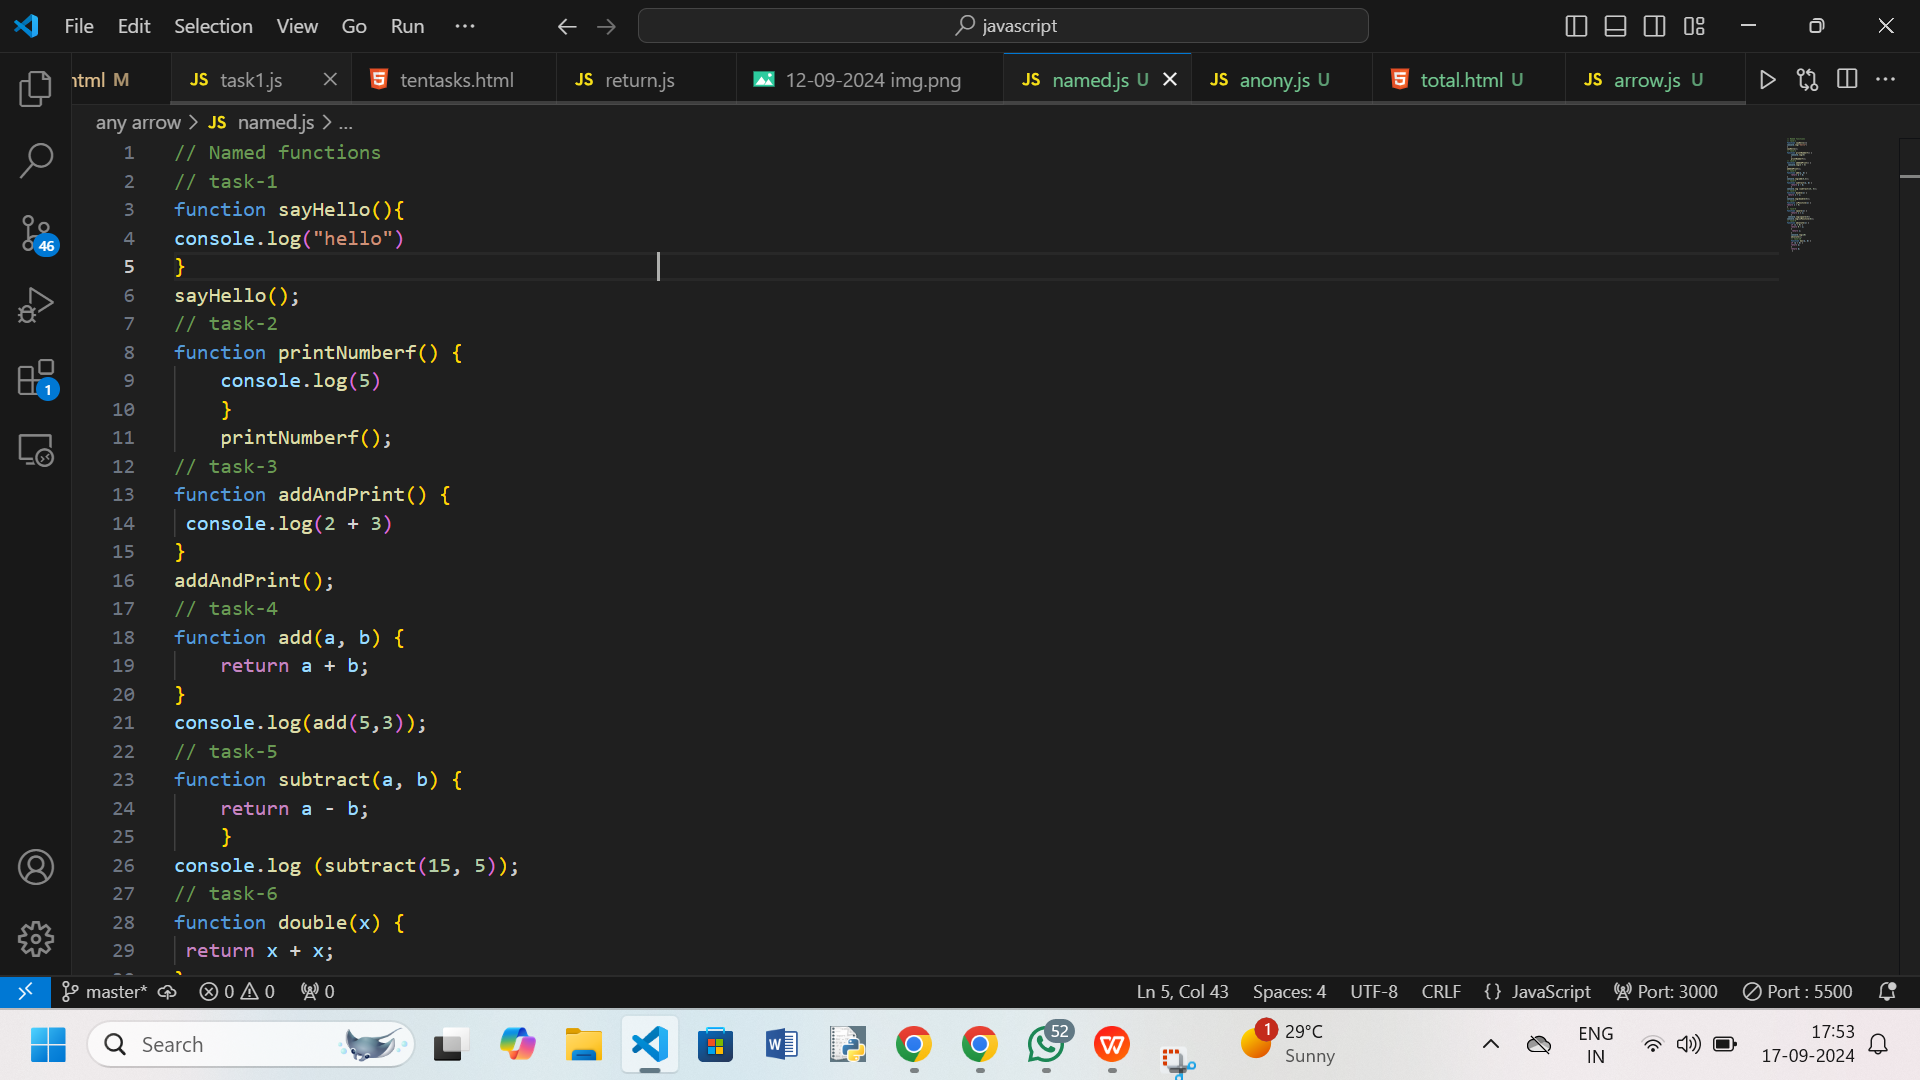 File Edit Selection View Go Run ··· javascript
html M JS task1.js tentasks.html JS return.js 12-09-2024 img.png JS named.js U JS anony.js U total.html U JS arrow.js U ···
any arrow > JS named.js > ...
1 // Named functions
2 // task-1
3 function sayHello(){
4 console.log("hello")
5 }
6 sayHello();
7 // task-2
8 function printNumberf() {
9     console.log(5)
10     }
11     printNumberf();
12 // task-3
13 function addAndPrint() {
14  console.log(2 + 3)
15 }
16 addAndPrint();
17 // task-4
18 function add(a, b) {
19     return a + b;
20 }
21 console.log(add(5,3));
22 // task-5
23 function subtract(a, b) {
24     return a - b;
25     }
26 console.log (subtract(15, 5));
27 // task-6
28 function double(x) {
29  return x + x;
46
1
master* 0 0 0 Ln 5, Col 43 Spaces: 4 UTF-8 CRLF {} JavaScript Port: 3000 Port : 5500
Search W 52 W 1 29°C ENG 17:53
Sunny IN 17-09-2024